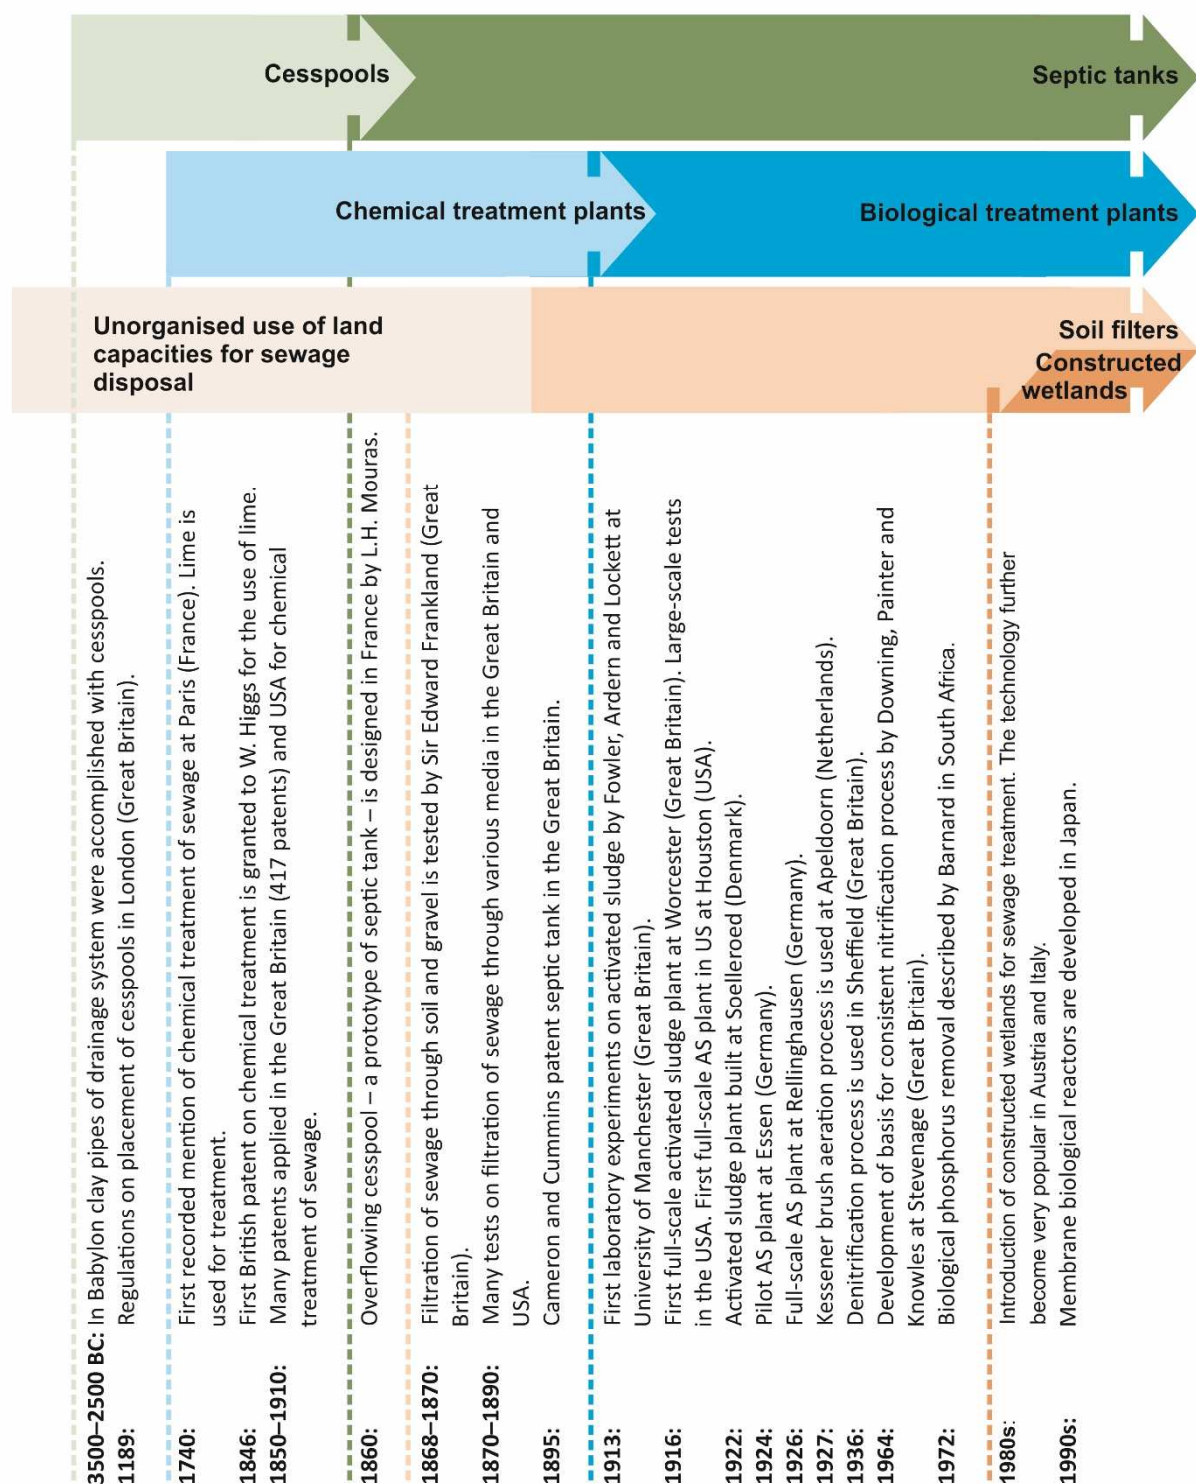 Cesspools
Septic tanks
Chemical treatment plants
Biological treatment plants
Unorganised use of land
capacities for sewage
disposal
Soil filters
Constructed
wetlands
3500–2500 BC: In Babylon clay pipes of drainage system were accomplished with cesspools.
1189: Regulations on placement of cesspools in London (Great Britain).
1740: First recorded mention of chemical treatment of sewage at Paris (France). Lime is
used for treatment.
1846: First British patent on chemical treatment is granted to W. Higgs for the use of lime.
1850–1910: Many patents applied in the Great Britain (417 patents) and USA for chemical
treatment of sewage.
1860: Overflowing cesspool – a prototype of septic tank – is designed in France by L.H. Mouras.
1868–1870: Filtration of sewage through soil and gravel is tested by Sir Edward Frankland (Great
Britain).
1870–1890: Many tests on filtration of sewage through various media in the Great Britain and
USA.
1895: Cameron and Cummins patent septic tank in the Great Britain.
1913: First laboratory experiments on activated sludge by Fowler, Ardern and Lockett at
University of Manchester (Great Britain).
1916: First full-scale activated sludge plant at Worcester (Great Britain). Large-scale tests
in the USA. First full-scale AS plant in US at Houston (USA).
1922: Activated sludge plant built at Soelleroed (Denmark).
1924: Pilot AS plant at Essen (Germany).
1926: Full-scale AS plant at Rellinghausen (Germany).
1927: Kessener brush aeration process is used at Apeldoorn (Netherlands).
1936: Denitrification process is used in Sheffield (Great Britain).
1964: Development of basis for consistent nitrification process by Downing, Painter and
Knowles at Stevenage (Great Britain).
1972: Biological phosphorus removal described by Barnard in South Africa.
1980s: Introduction of constructed wetlands for sewage treatment. The technology further
become very popular in Austria and Italy.
1990s: Membrane biological reactors are developed in Japan.